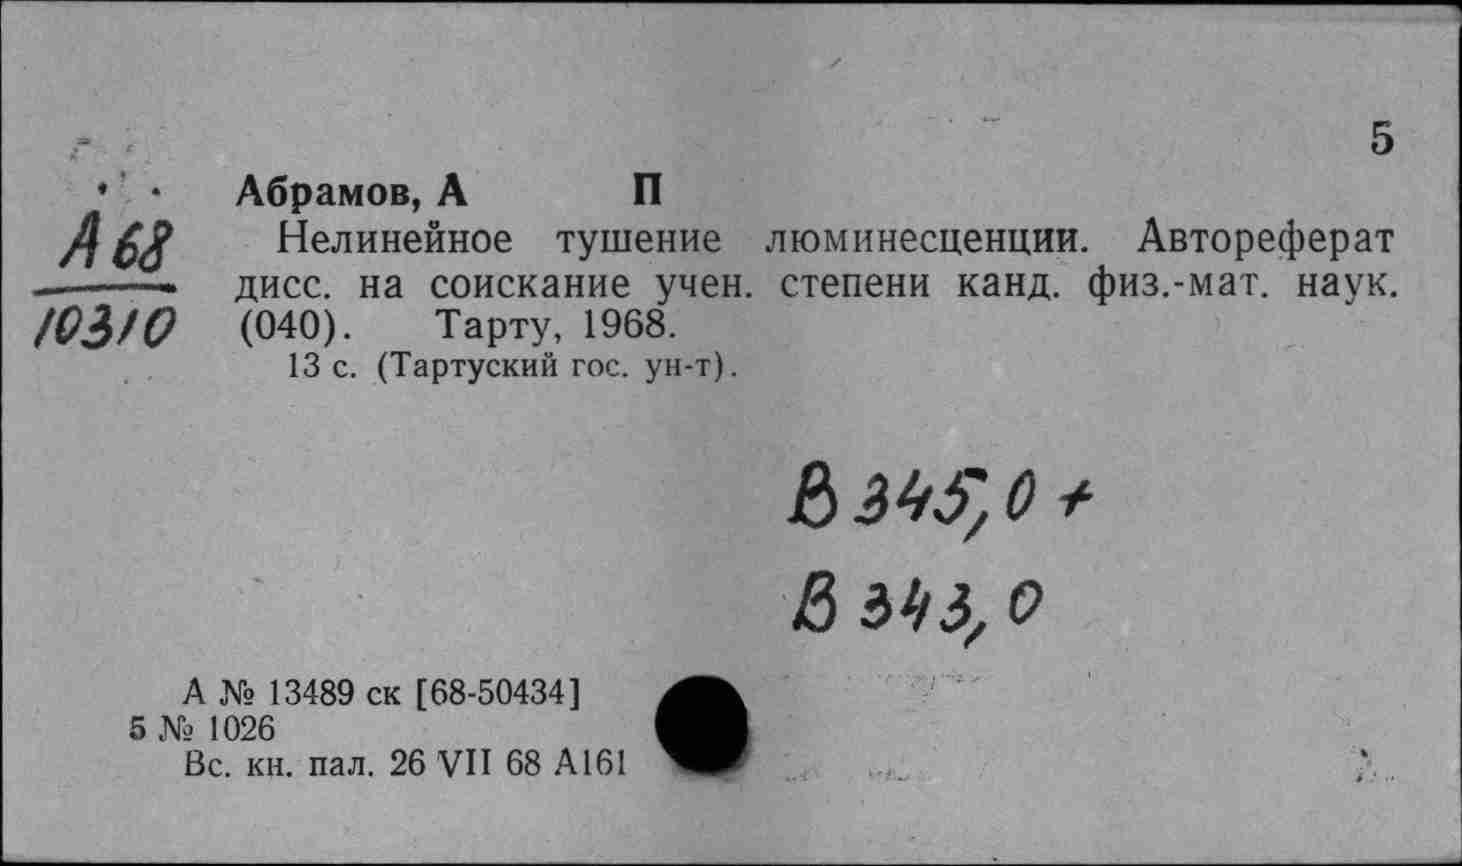 5
Абрамов, А П
А68
10310
Нелинейное тушение люминесценции. Автореферат
дисс. на соискание учен. степени канд. физ.-мат. наук.
(040). Тарту, 1968.
13 с. (Тартуский гос. ун-т).
В 345,0 +
В 343,0
А № 13489 ск [68-50434]
5 № 1026
Вс. кн. пал. 26 VII 68 А161